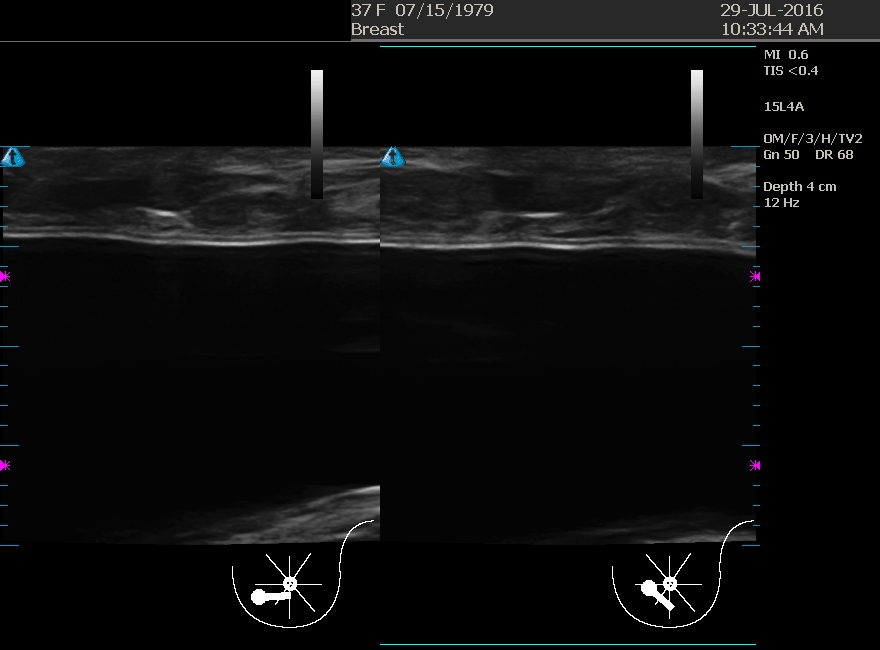 37 F 07/15/1979 29-JUL-2016
Breast 10:33:44 AM
MI 0.6
TIS <0.4
15L4A
OM/F/3/H/TV2
Gn 50 DR 68
Depth 4 cm
12 Hz